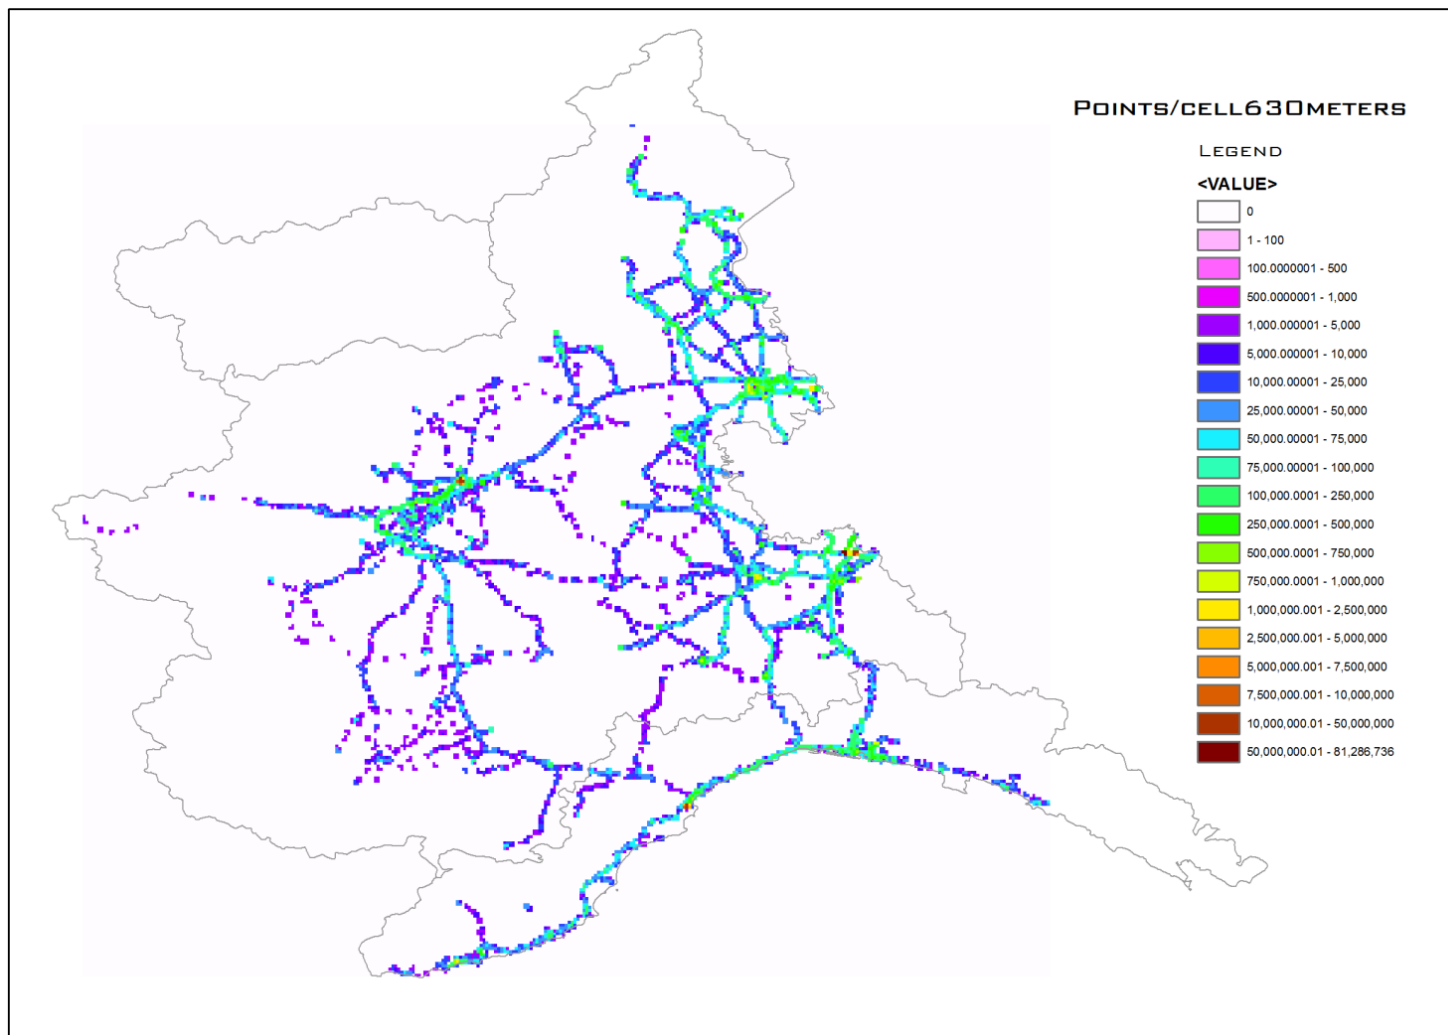 POINTS/CELL630METERS
LEGEND
<VALUE>
0
1 - 100
100.0000001 - 500
500.0000001 - 1,000
1,000.000001 - 5,000
5,000.000001 - 10,000
10,000.00001 - 25,000
25,000.00001 - 50,000
50,000.00001 - 75,000
75,000.00001 - 100,000
100,000.0001 - 250,000
250,000.0001 - 500,000
500,000.0001 - 750,000
750,000.0001 - 1,000,000
1,000,000.001 - 2,500,000
2,500,000.001 - 5,000,000
5,000,000.001 - 7,500,000
7,500,000.001 - 10,000,000
10,000,000.01 - 50,000,000
50,000,000.01 - 81,286,736